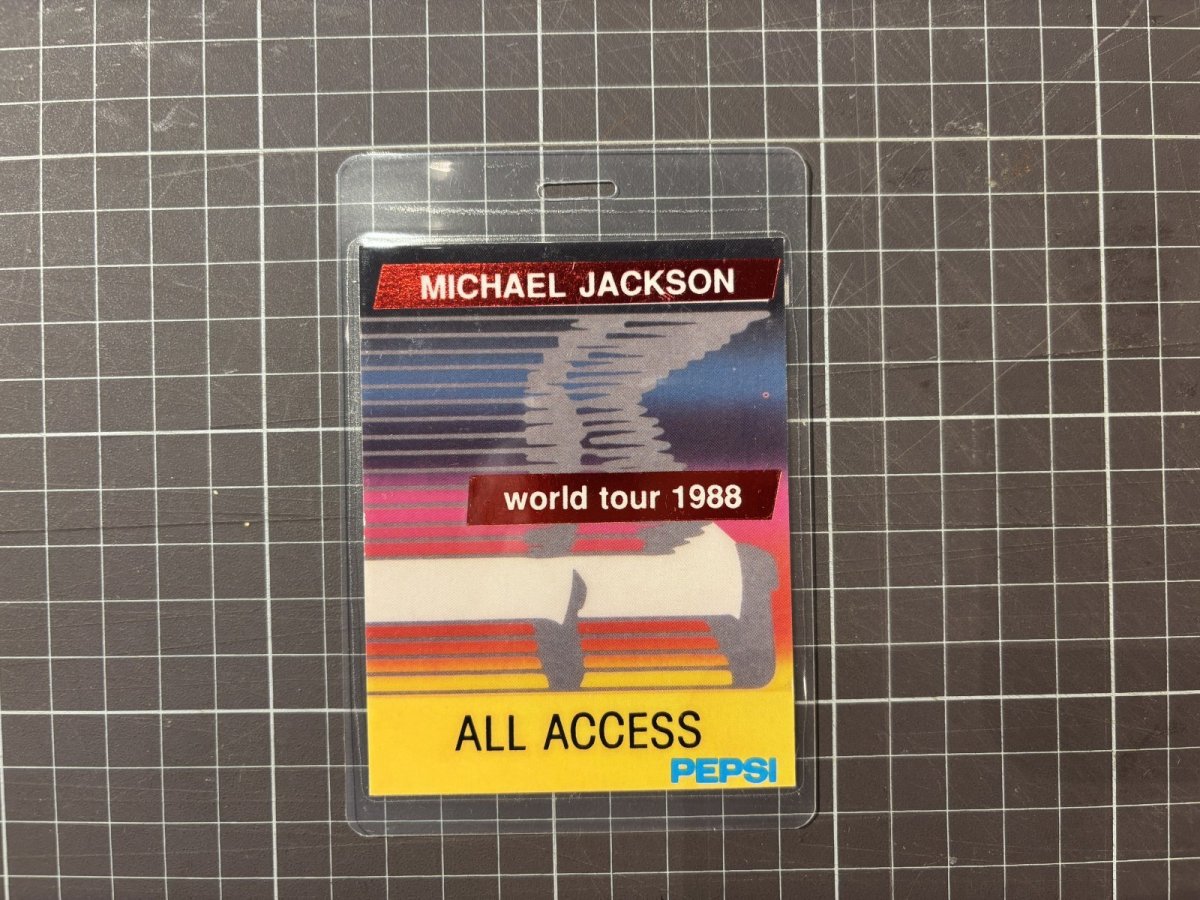 MICHAEL JACKSON
world tour 1988
ALL ACCESS
PEPSI